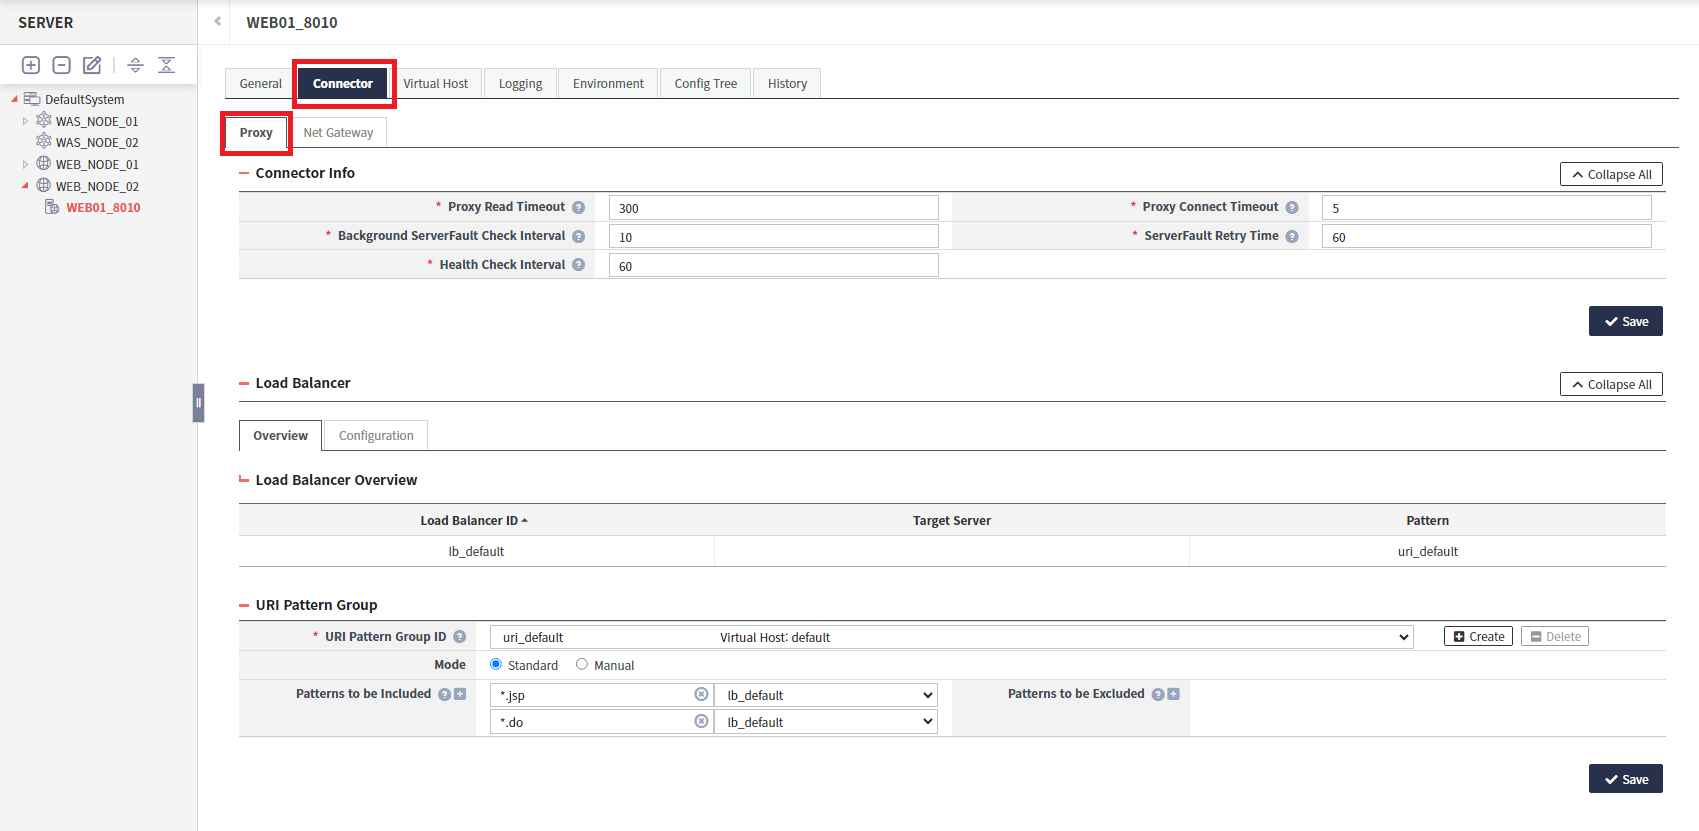 SERVER
WEB01_8010
DefaultSystem
WAS_NODE_01
WAS_NODE_02
WEB_NODE_01
WEB_NODE_02
WEB01_8010
General Connector Virtual Host Logging Environment Config Tree History
Proxy Net Gateway
Connector Info Collapse All
* Proxy Read Timeout ? 300 * Proxy Connect Timeout ? 5
* Background ServerFault Check Interval ? 10 * ServerFault Retry Time ? 60
* Health Check Interval ? 60
Save
Load Balancer Collapse All
Overview Configuration
Load Balancer Overview
Load Balancer ID Target Server Pattern
lb_default uri_default
URI Pattern Group
* URI Pattern Group ID ? uri_default Virtual Host: default Create Delete
Mode Standard Manual
Patterns to be Included ? *.jsp lb_default Patterns to be Excluded ?
*.do lb_default
Save